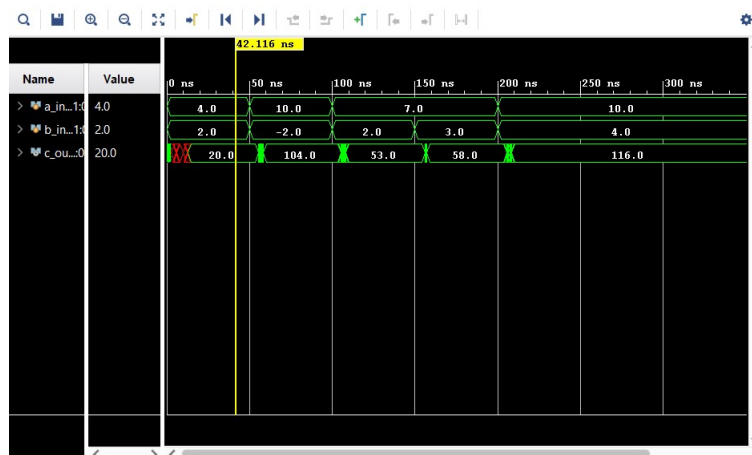 42.116 ns
Name Value
0 ns 50 ns 100 ns 150 ns 200 ns 250 ns 300 ns
a_in...1:0 4.0 4.0 10.0 7.0 10.0
b_in...1:0 2.0 2.0 -2.0 2.0 3.0 4.0
c_ou...:0 20.0 20.0 104.0 53.0 58.0 116.0